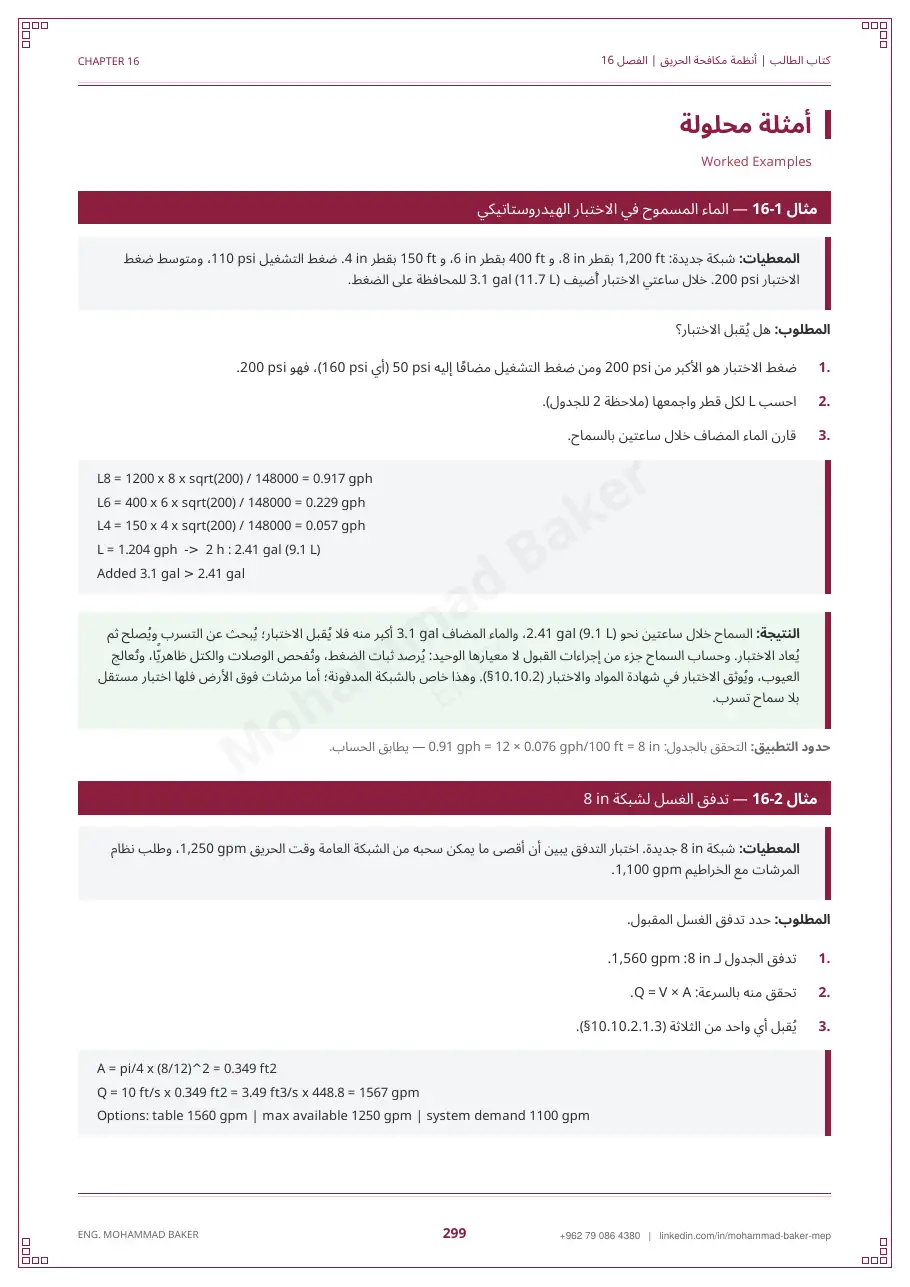 CHAPTER 16
كتاب الطالب | أنظمة مكافحة الحريق | الفصل 16
أمثلة محلولة
Worked Examples
مثال 1-16 — الماء المسموح في الاختبار الهيدروستاتيكي
المعطيات: شبكة جديدة: 1,200 ft بقطر 8 in، و 400 ft بقطر 6 in، و 150 ft بقطر 4 in. ضغط التشغيل 110 psi، ومتوسط ضغط
الاختبار 200 psi. خلال ساعتي الاختبار أُضيف 3.1 gal (11.7 L) للمحافظة على الضغط.
المطلوب: هل يُقبل الاختبار؟
1. ضغط الاختبار هو الأكبر من 200 psi ومن ضغط التشغيل مضافًا إليه 50 psi (أي 160 psi)، فهو 200 psi.
2. احسب L لكل قطر واجمعها (ملاحظة 2 للجدول).
3. قارن الماء المضاف خلال ساعتين بالسماح.
L8 = 1200 x 8 x sqrt(200) / 148000 = 0.917 gph
L6 = 400 x 6 x sqrt(200) / 148000 = 0.229 gph
L4 = 150 x 4 x sqrt(200) / 148000 = 0.057 gph
L = 1.204 gph -> 2 h : 2.41 gal (9.1 L)
Added 3.1 gal > 2.41 gal
النتيجة: السماح خلال ساعتين نحو 2.41 gal (9.1 L)، والماء المضاف 3.1 gal أكبر منه فلا يُقبل الاختبار؛ يُبحث عن التسرب ويُصلح ثم
يُعاد الاختبار. وحساب السماح جزء من إجراءات القبول لا معيارها الوحيد: يُرصد ثبات الضغط، وتُفحص الوصلات والكتل ظاهريًّا، وتُعالج
العيوب، ويُوثق الاختبار في شهادة المواد والاختبار (§10.10.2). وهذا خاص بالشبكة المدفونة؛ أما مرشات فوق الأرض فلها اختبار مستقل
بلا سماح تسرب.
حدود التطبيق: التحقق بالجدول: 8 in = 0.076 gph/100 ft × 12 = 0.91 gph — يطابق الحساب.
مثال 2-16 — تدفق الغسل لشبكة 8 in
المعطيات: شبكة 8 in جديدة. اختبار التدفق يبين أن أقصى ما يمكن سحبه من الشبكة العامة وقت الحريق 1,250 gpm، وطلب نظام
المرشات مع الخراطيم 1,100 gpm.
المطلوب: حدد تدفق الغسل المقبول.
1. تدفق الجدول لـ 8 in: 1,560 gpm.
2. تحقق منه بالسرعة: Q = V × A.
3. يُقبل أي واحد من الثلاثة (§10.10.2.1.3).
A = pi/4 x (8/12)^2 = 0.349 ft2
Q = 10 ft/s x 0.349 ft2 = 3.49 ft3/s x 448.8 = 1567 gpm
Options: table 1560 gpm | max available 1250 gpm | system demand 1100 gpm
Mohammad Baker
ENG. MOHAMMAD BAKER
299
+962 79 086 4380 | linkedin.com/in/mohammad-baker-mep